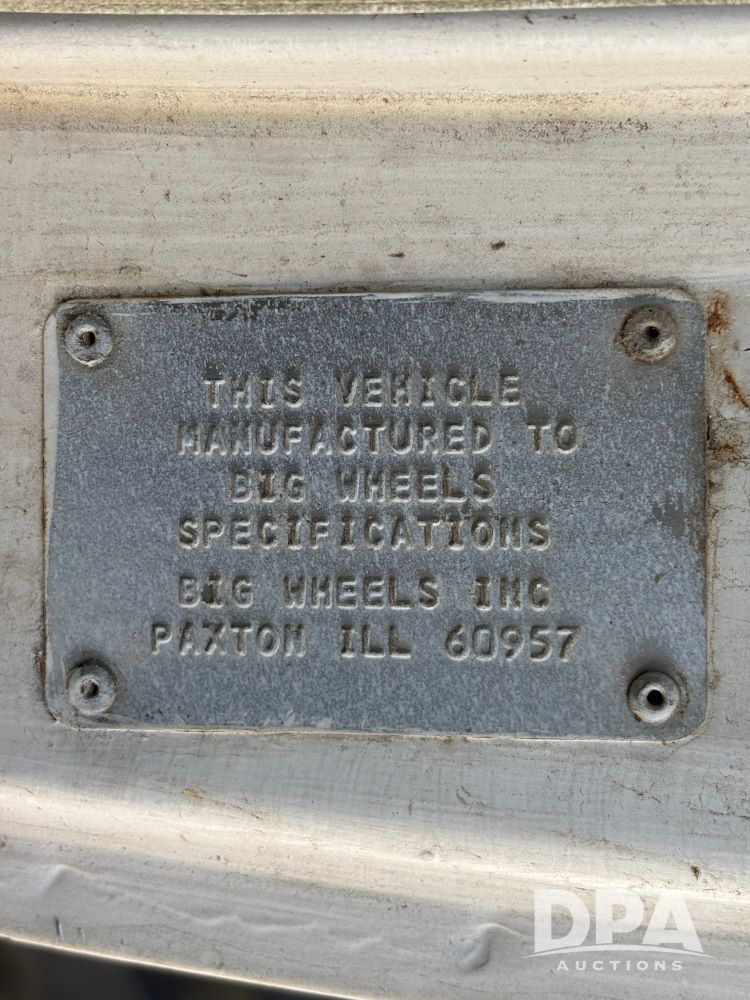 THIS VEHICLE
MANUFACTURED TO
BIG WHEELS
SPECIFICATIONS
BIG WHEELS INC
PAXTON ILL 60957
DPA
AUCTIONS